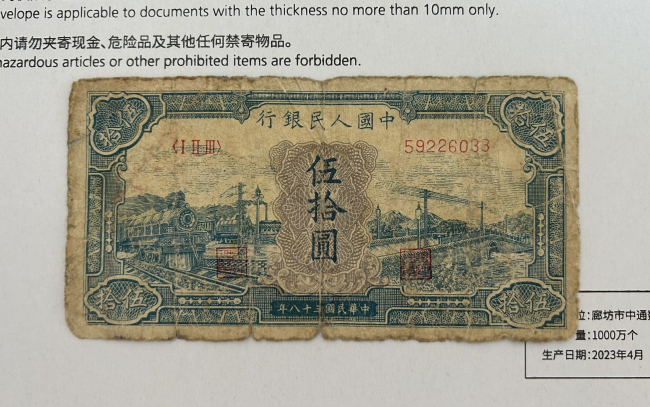 velope is applicable to documents with the thickness no more than 10mm only.
内请勿夹寄现金、危险品及其他任何禁寄物品。
hazardous articles or other prohibited items are forbidden.
拾伍
行銀民人國中
拾伍
〈I II III〉
59226033
伍拾圓
拾伍
年八十三國民華中
拾伍
位:廊坊市中通
量:1000万个
生产日期:2023年4月